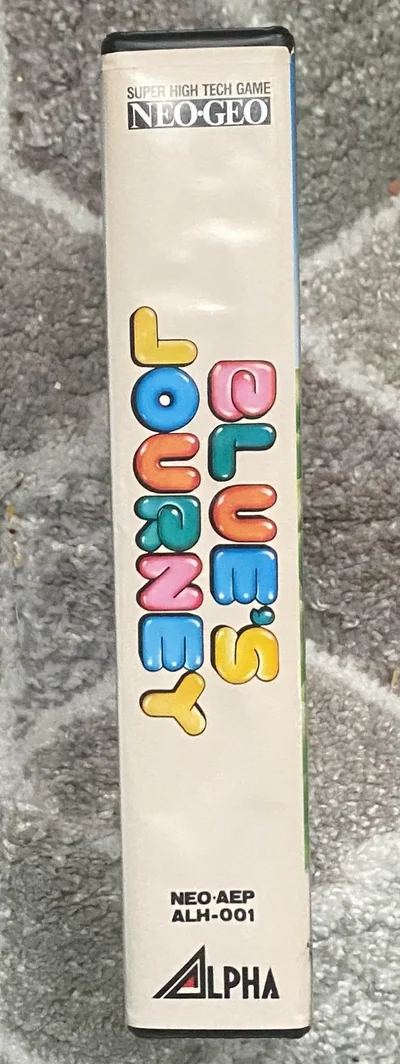 SUPER HIGH TECH GAME
NEO·GEO
BLUE'S
JOURNEY
NEO·AEP
ALH-001
ALPHA